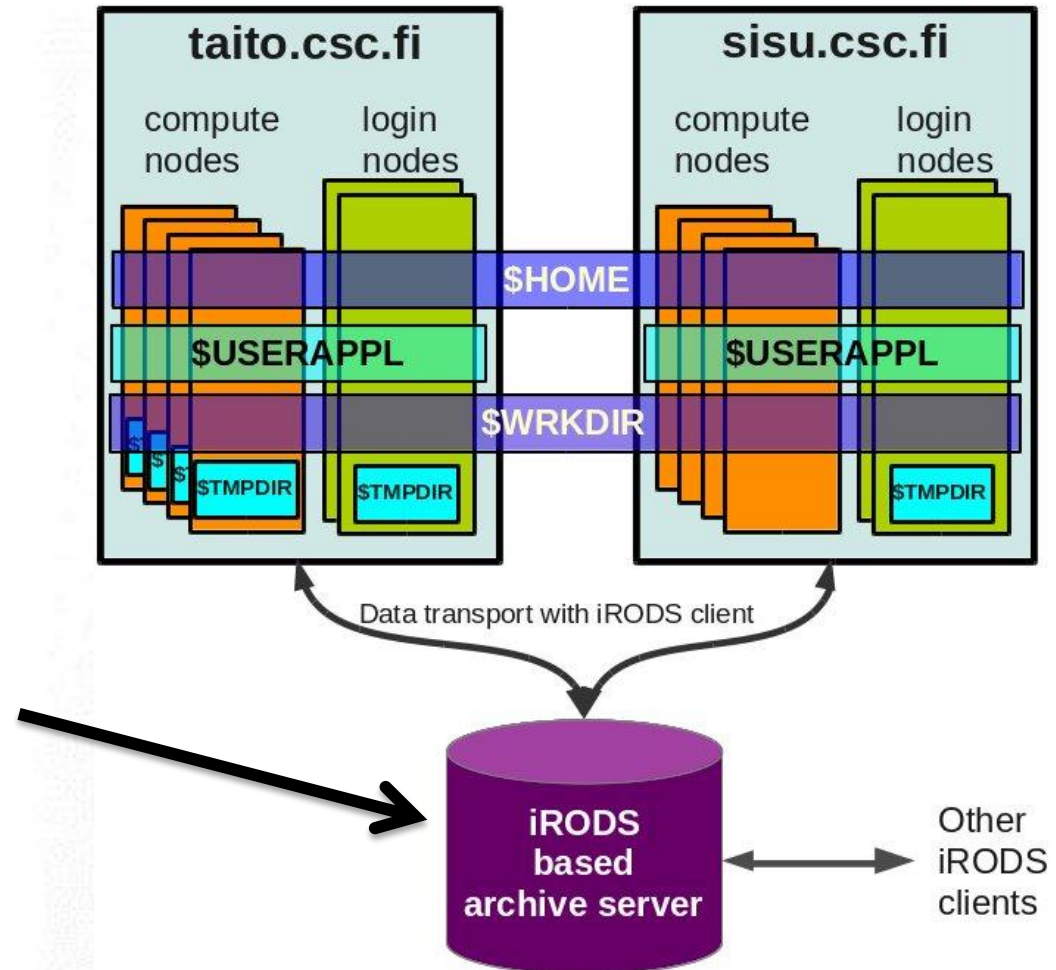 taito.csc.fi
sisu.csc.fi
compute
nodes
login
nodes
compute
nodes
login
nodes
$HOME
$USERAPPL
$USERAPPL
$WRKDIR
$TMPDIR
$TMPDIR
$TMPDIR
Data transport with iRODS client
iRODS
based
archive server
Other
iRODS
clients